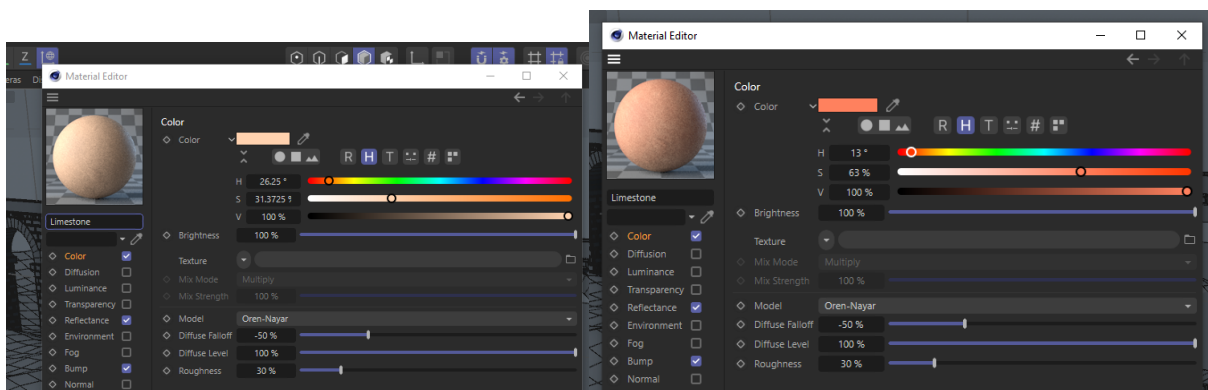 Z
eras Di
Material Editor
Color
Color
R H T #
H 26.25 °
S 31.3725 %
V 100 %
Limestone
Brightness 100 %
Color
Texture
Diffusion
Mix Mode Multiply
Luminance
Mix Strength 100 %
Transparency
Reflectance
Model Oren-Nayar
Environment
Diffuse Falloff -50 %
Fog
Diffuse Level 100 %
Bump
Roughness 30 %
Normal
Material Editor
Color
Color
R H T #
H 13 °
S 63 %
V 100 %
Limestone
Brightness 100 %
Color
Texture
Diffusion
Mix Mode Multiply
Luminance
Mix Strength 100 %
Transparency
Reflectance
Model Oren-Nayar
Environment
Diffuse Falloff -50 %
Fog
Diffuse Level 100 %
Bump
Roughness 30 %
Normal